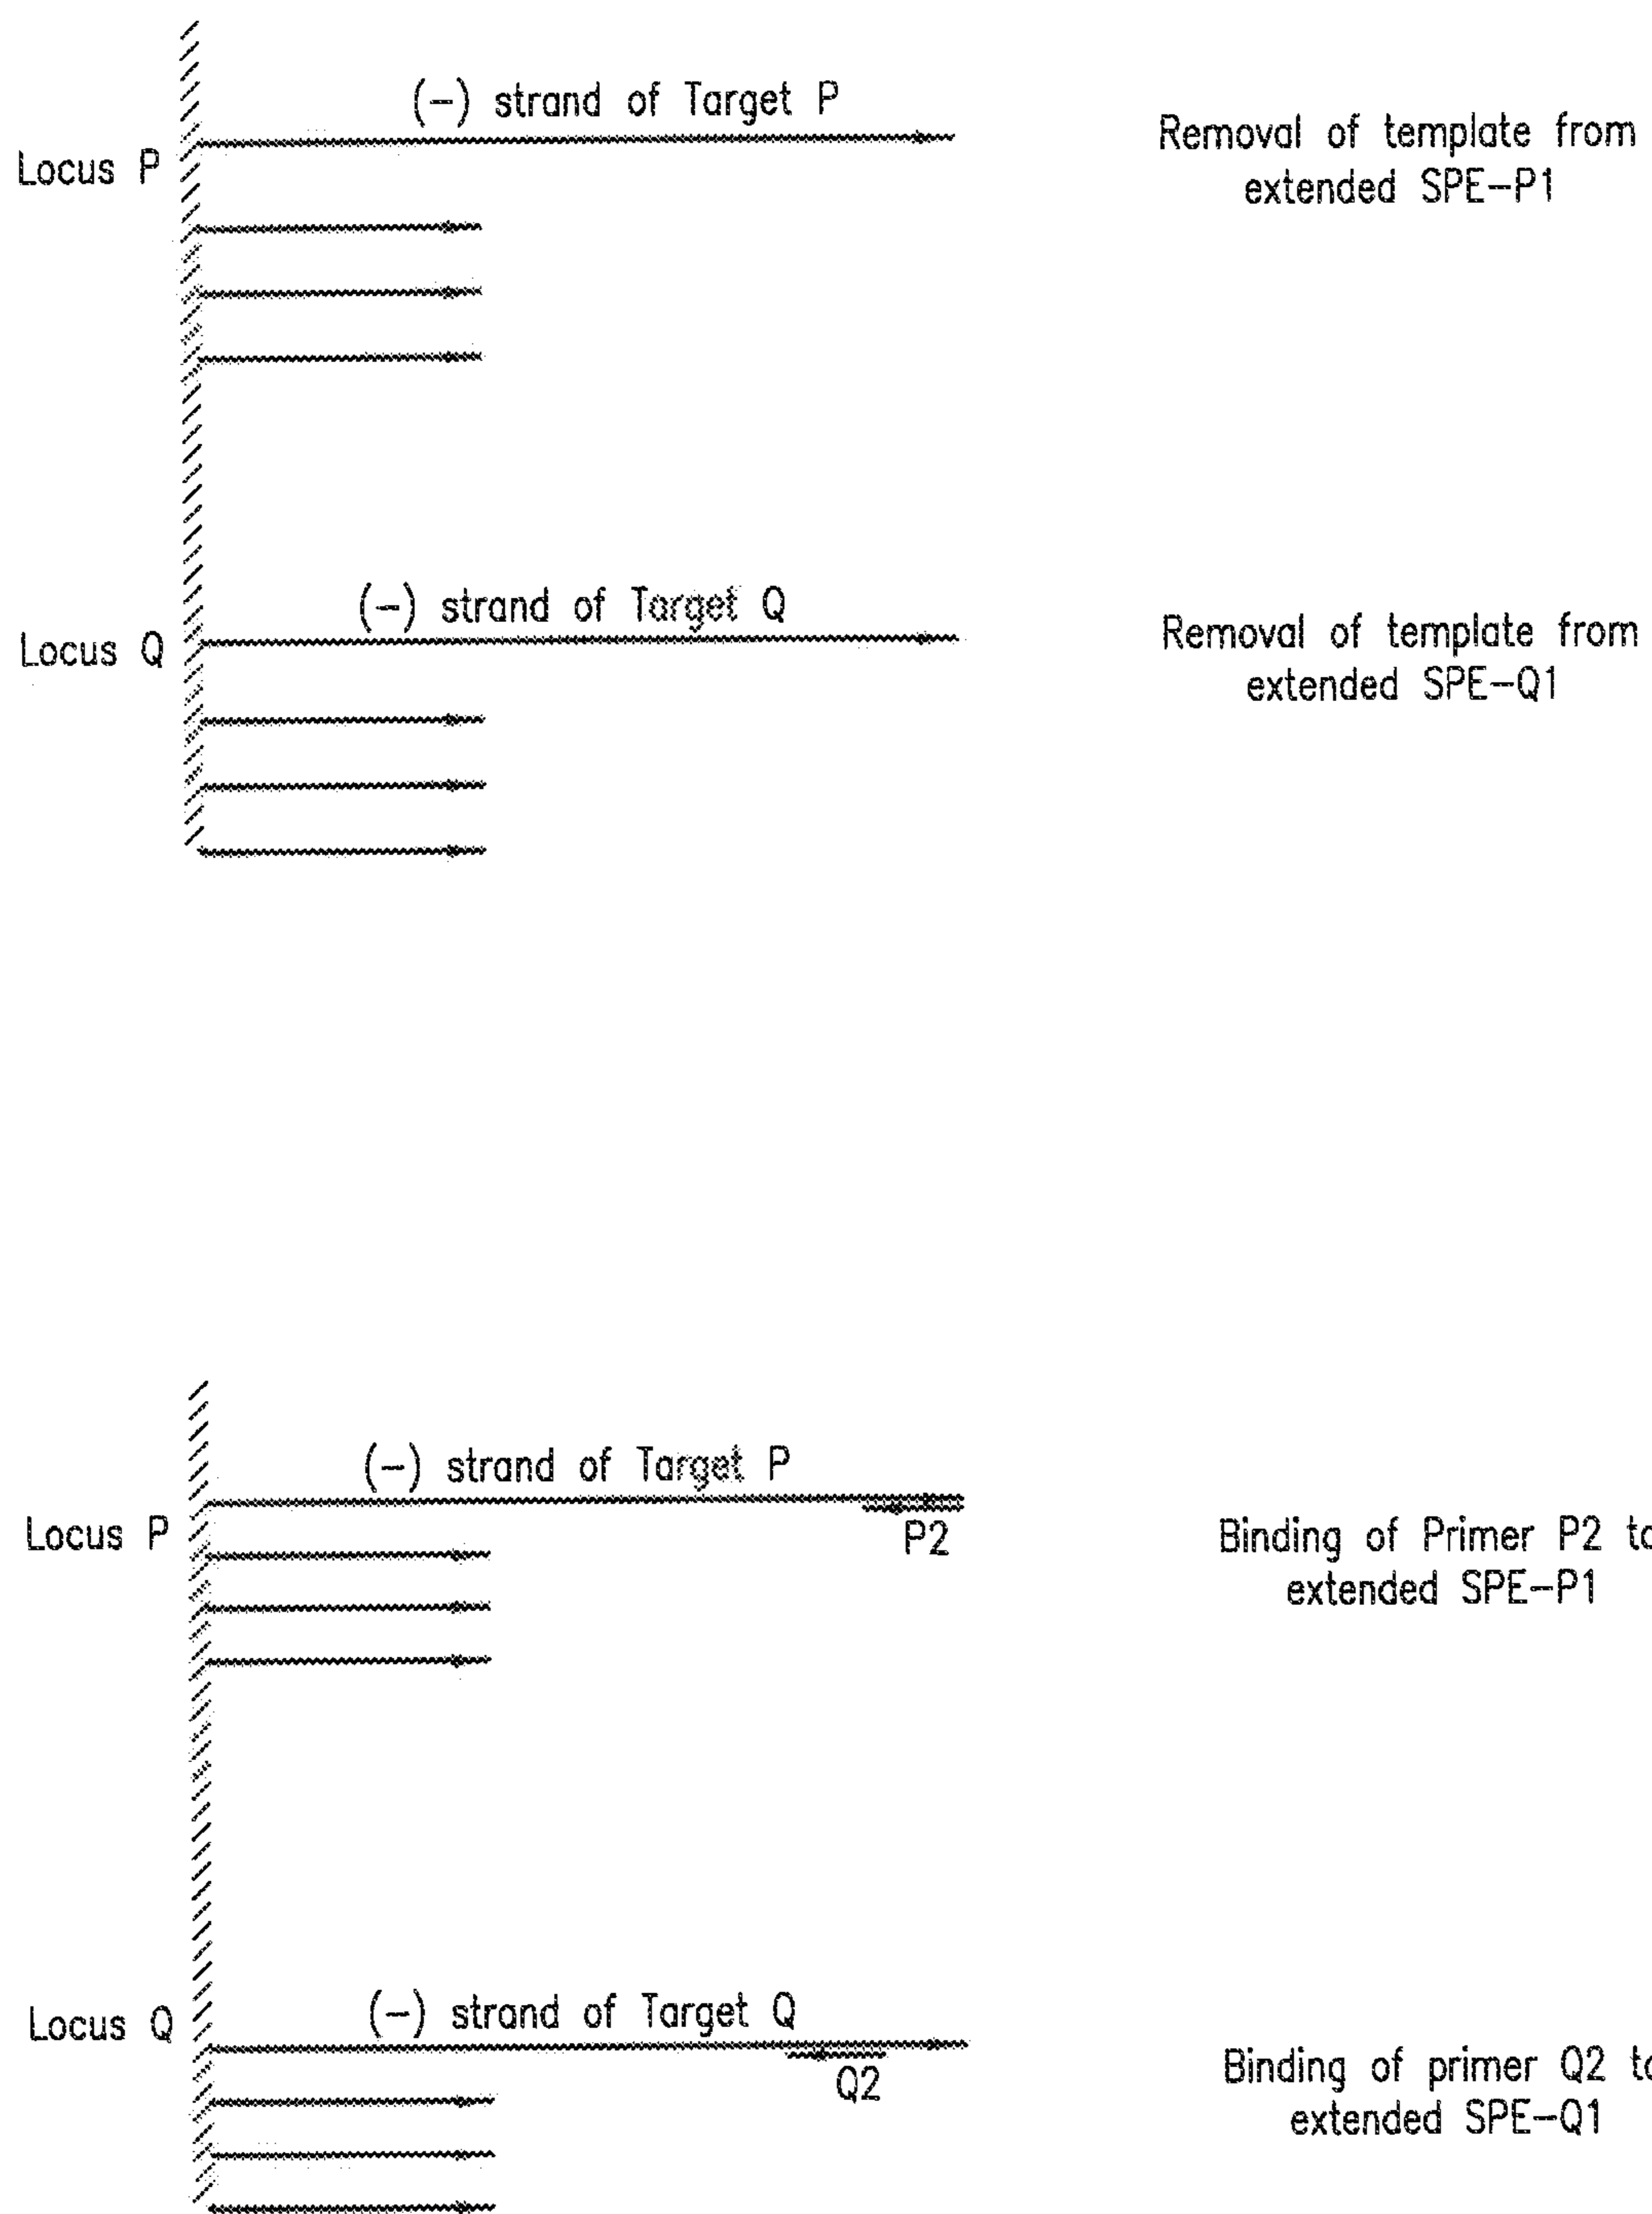 (-) strand of Target P
Locus P
Removal of template from
extended SPE-P1
(-) strand of Target Q
Locus Q
Removal of template from
extended SPE-Q1
(-) strand of Target P
Locus P
P2
Binding of Primer P2
extended SPE-P1
(-) strand of Target Q
Locus Q
Q2
Binding of primer Q2
extended SPE-Q1